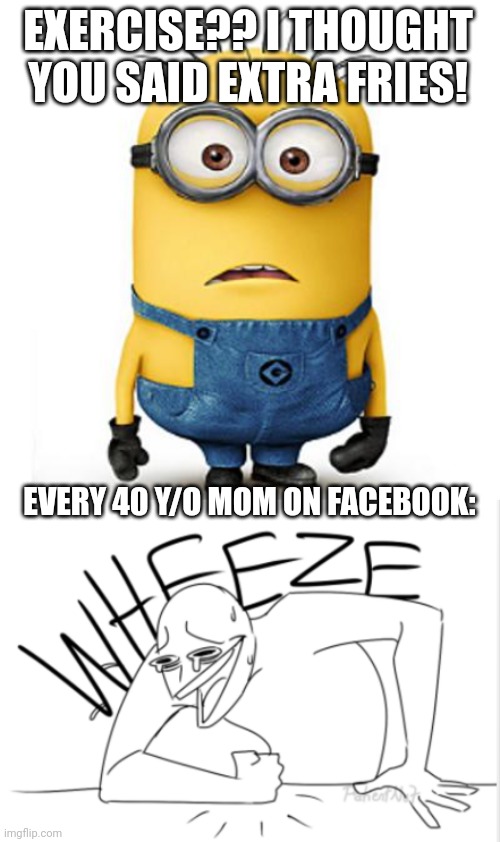 EXERCISE?? I THOUGHT
YOU SAID EXTRA FRIES!
EVERY 40 Y/O MOM ON FACEBOOK:
WHEEZE
imgflip.com